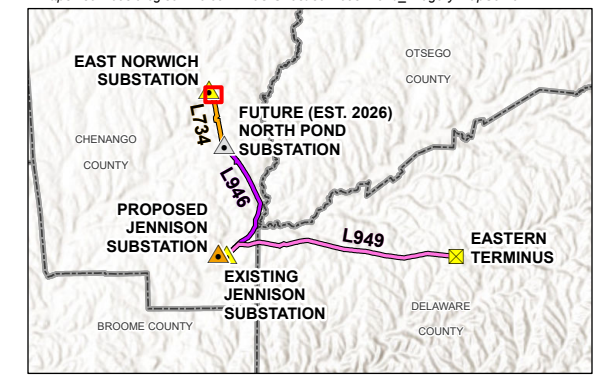 EAST NORWICH
SUBSTATION
OTSEGO
COUNTY
L734
FUTURE (EST. 2026)
NORTH POND
SUBSTATION
CHENANGO
COUNTY
L946
PROPOSED
JENNISON
SUBSTATION
L949
EASTERN
TERMINUS
EXISTING
JENNISON
SUBSTATION
DELAWARE
COUNTY
BROOME COUNTY